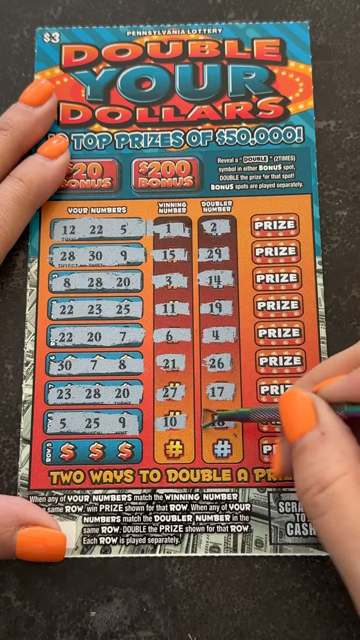 $3
PENNSYLVANIA LOTTERY
DOUBLE
YOUR
DOLLARS
TOP PRIZES OF $50,000!
$20
BONUS
$200
BONUS
Reveal a "DOUBLE" (2TIMES)
symbol in either BONUS spot,
DOUBLE the prize for that spot!
BONUS spots are played separately.
YOUR NUMBERS WINNING NUMBER DOUBLER NUMBER
12 22 5 1 2 PRIZE
28 30 9 15 29 PRIZE
8 28 20 3 14 PRIZE
22 23 25 11 19 PRIZE
22 20 7 6 4 PRIZE
30 7 8 21 26 PRIZE
23 28 20 27 17
5 25 9 10 18
$ $ $ # #
TWO WAYS TO DOUBLE A
When any of YOUR NUMBERS match the WINNING NUMBER
same ROW, win PRIZE shown for that ROW. When any of YOUR
NUMBERS match the DOUBLER NUMBER in the
same ROW, DOUBLE the PRIZE shown for that ROW.
Each ROW is played separately.
TO
CASH